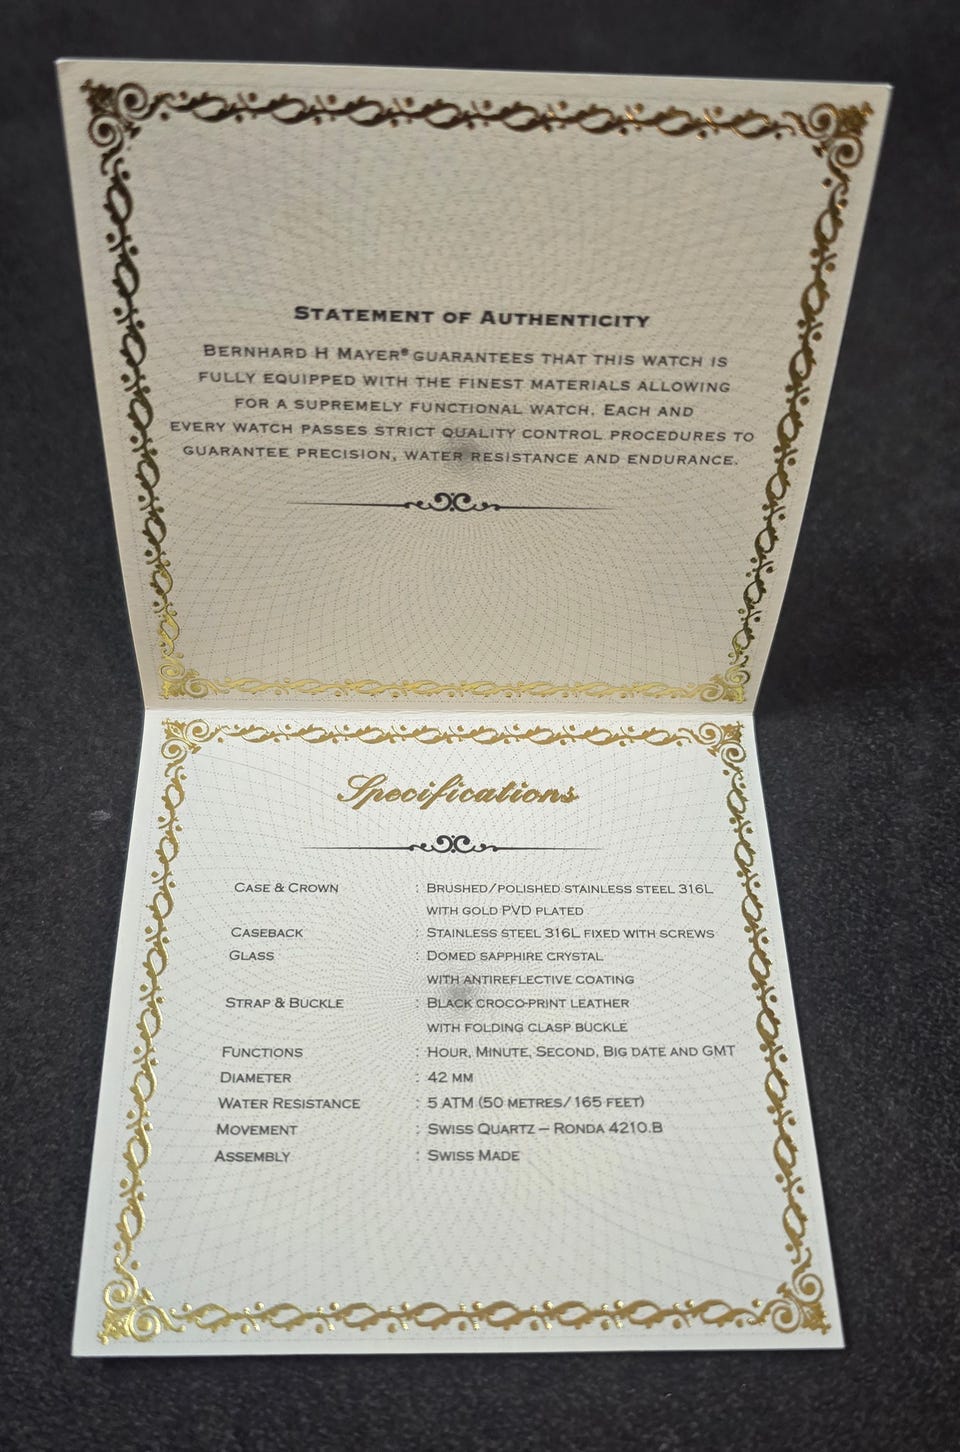 STATEMENT OF AUTHENTICITY
BERNHARD H MAYER® GUARANTEES THAT THIS WATCH IS
FULLY EQUIPPED WITH THE FINEST MATERIALS ALLOWING
FOR A SUPREMELY FUNCTIONAL WATCH. EACH AND
EVERY WATCH PASSES STRICT QUALITY CONTROL PROCEDURES TO
GUARANTEE PRECISION, WATER RESISTANCE AND ENDURANCE.
Specifications
CASE & CROWN : BRUSHED/POLISHED STAINLESS STEEL 316L
WITH GOLD PVD PLATED
CASEBACK : STAINLESS STEEL 316L FIXED WITH SCREWS
GLASS : DOMED SAPPHIRE CRYSTAL
WITH ANTIREFLECTIVE COATING
STRAP & BUCKLE : BLACK CROCO-PRINT LEATHER
WITH FOLDING CLASP BUCKLE
FUNCTIONS : HOUR, MINUTE, SECOND, BIG DATE AND GMT
DIAMETER : 42 MM
WATER RESISTANCE : 5 ATM (50 METRES/165 FEET)
MOVEMENT : SWISS QUARTZ – RONDA 4210.B
ASSEMBLY : SWISS MADE